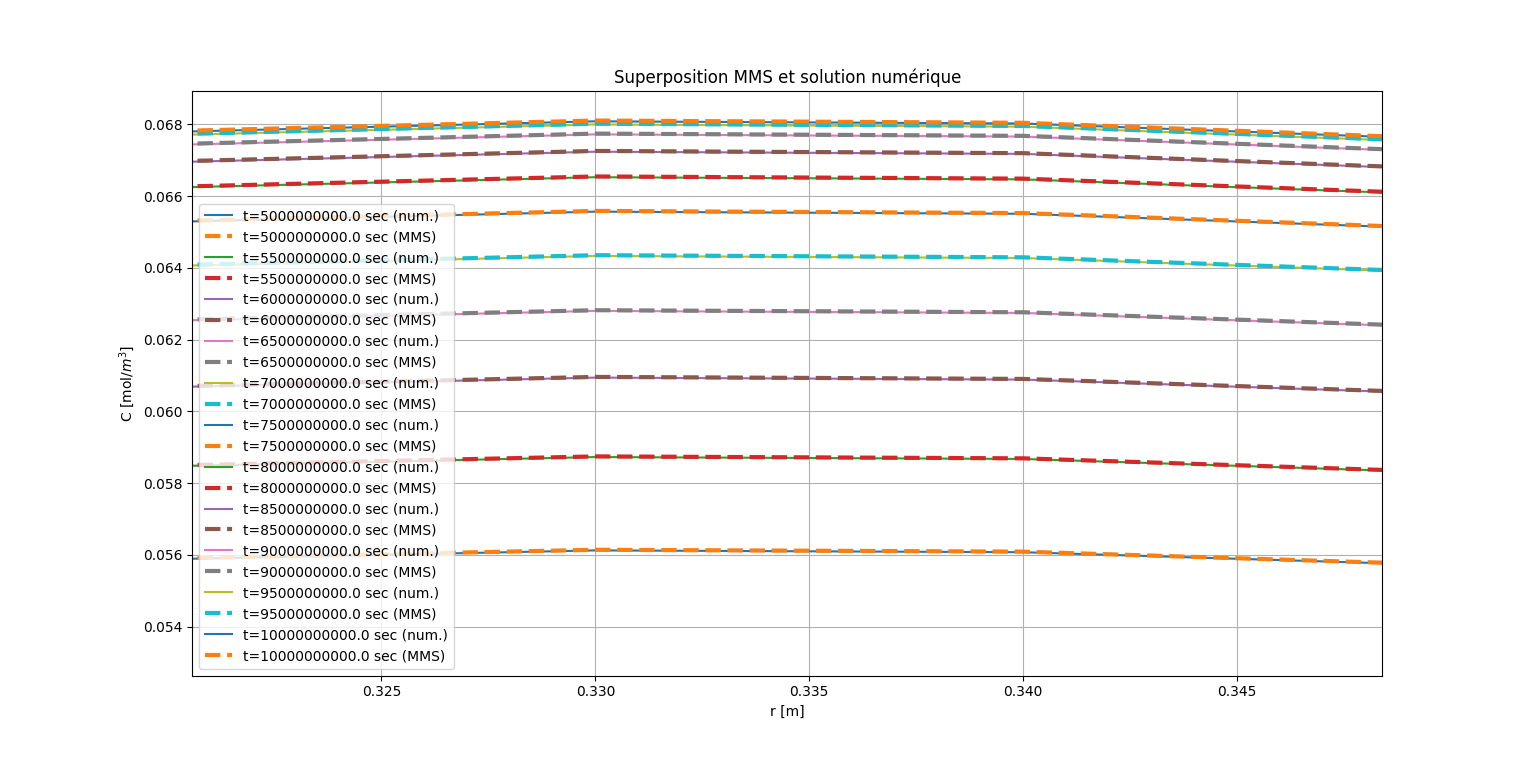 Superposition MMS et solution numérique
C [mol/m³]
0.068
0.066
0.064
0.062
0.060
0.058
0.056
0.054
t=5000000000.0 sec (num.)
t=5000000000.0 sec (MMS)
t=5500000000.0 sec (num.)
t=5500000000.0 sec (MMS)
t=6000000000.0 sec (num.)
t=6000000000.0 sec (MMS)
t=6500000000.0 sec (num.)
t=6500000000.0 sec (MMS)
t=7000000000.0 sec (num.)
t=7000000000.0 sec (MMS)
t=7500000000.0 sec (num.)
t=7500000000.0 sec (MMS)
t=8000000000.0 sec (num.)
t=8000000000.0 sec (MMS)
t=8500000000.0 sec (num.)
t=8500000000.0 sec (MMS)
t=9000000000.0 sec (num.)
t=9000000000.0 sec (MMS)
t=9500000000.0 sec (num.)
t=9500000000.0 sec (MMS)
t=10000000000.0 sec (num.)
t=10000000000.0 sec (MMS)
0.325 0.330 0.335 0.340 0.345
r [m]